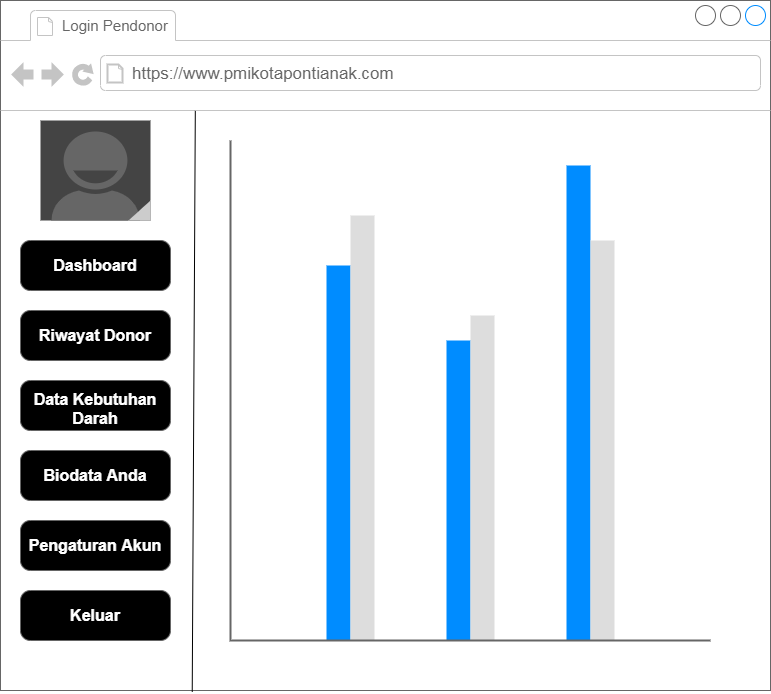 Login Pendonor
https://www.pmikotapontianak.com
Dashboard
Riwayat Donor
Data Kebutuhan
Darah
Biodata Anda
Pengaturan Akun
Keluar